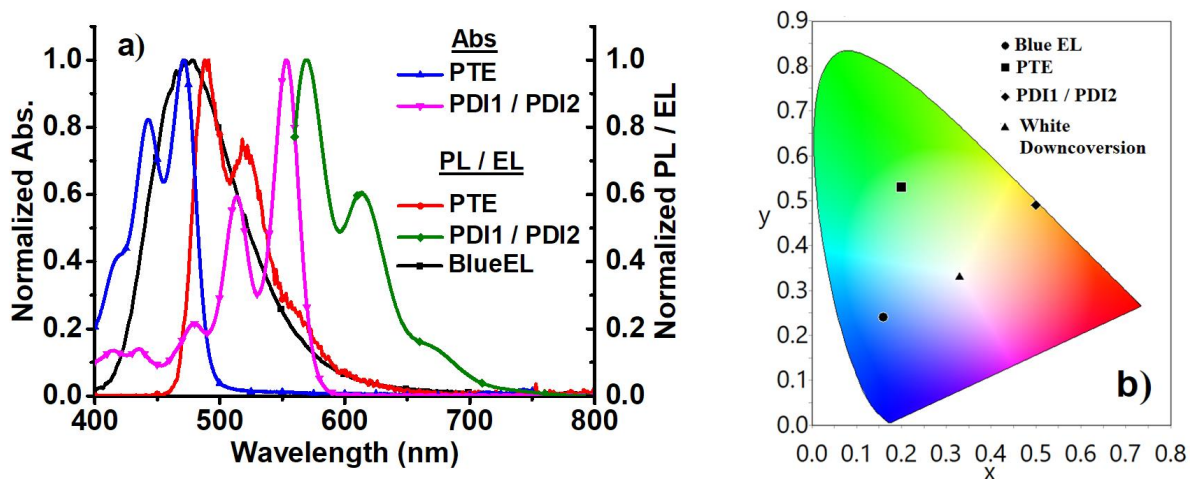 a)
Abs
PTE
PDI1 / PDI2
PL / EL
PTE
PDI1 / PDI2
BlueEL
Normalized Abs.
1.0
0.8
0.6
0.4
0.2
0.0
400
500
600
700
800
Wavelength (nm)
1.0
0.8
0.6
0.4
0.2
0.0
Normalized PL / EL
0.9
0.8
0.7
0.6
0.5
0.4
0.3
0.2
0.1
0.0
y
Blue EL
PTE
PDI1 / PDI2
White
Downcoversion
b)
0.0
0.1
0.2
0.3
0.4
0.5
0.6
0.7
0.8
x